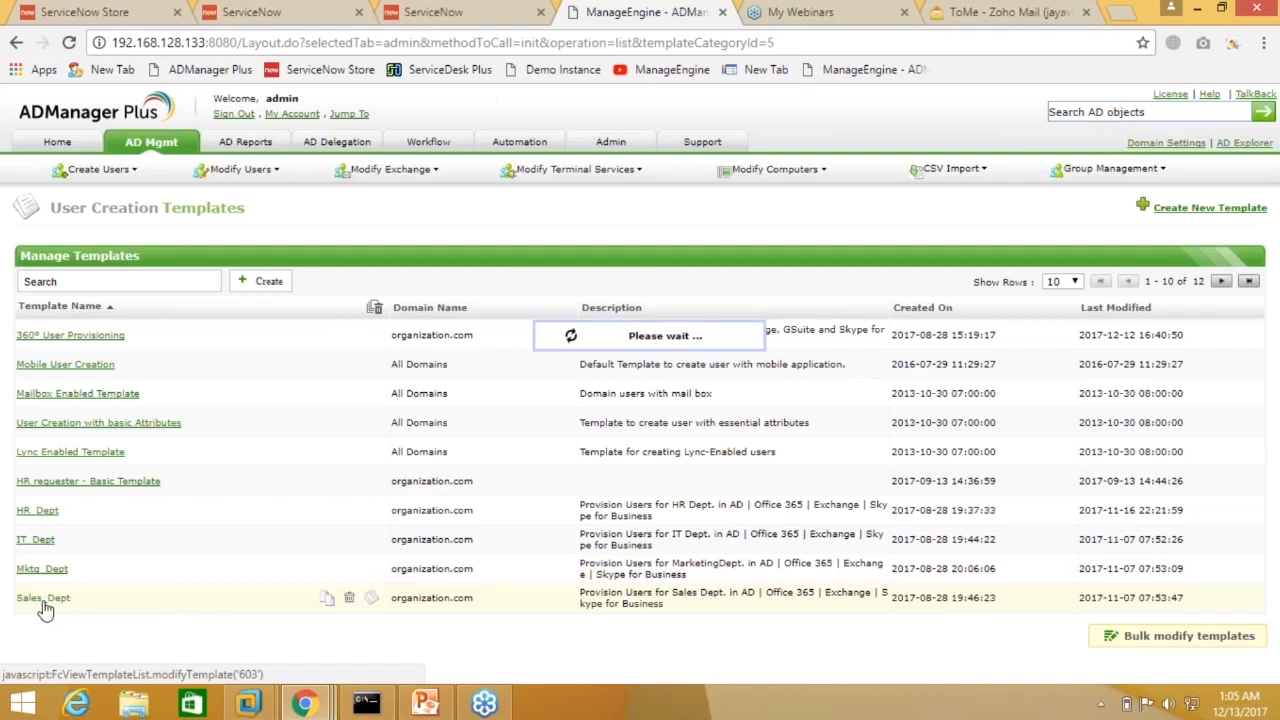 ServiceNow Store
ServiceNow
ServiceNow
ManageEngine - ADMan
My Webinars
ToMe - Zoho Mail (jayav
192.168.128.133:8080/Layout.do?selectedTab=admin&methodToCall=init&operation=list&templateCategoryId=5
Apps
New Tab
ADManager Plus
now
ServiceNow Store
ServiceDesk Plus
Demo Instance
ManageEngine
New Tab
ManageEngine - ADM
ADManager Plus
Welcome, admin
Sign Out , My Account , Jump To
License | Help | TalkBack
Search AD objects
Home
AD Mgmt
AD Reports
AD Delegation
Workflow
Automation
Admin
Support
Domain Settings | AD Explorer
Create Users
Modify Users
Modify Exchange
Modify Terminal Services
Modify Computers
CSV Import
Group Management
User Creation Templates
Create New Template
Manage Templates
Search
+ Create
Show Rows : 10 1 - 10 of 12
Template Name Domain Name Description Created On Last Modified
360° User Provisioning organization.com ge, GSuite and Skype for 2017-08-28 15:19:17 2017-12-12 16:40:50
Please wait ...
Mobile User Creation All Domains Default Template to create user with mobile application. 2016-07-29 11:29:27 2016-07-29 11:29:27
Mailbox Enabled Template All Domains Domain users with mail box 2013-10-30 07:00:00 2013-10-30 08:00:00
User Creation with basic Attributes All Domains Template to create user with essential attributes 2013-10-30 07:00:00 2013-10-30 08:00:00
Lync Enabled Template All Domains Template for creating Lync-Enabled users 2013-10-30 07:00:00 2013-10-30 08:00:00
HR requester - Basic Template organization.com 2017-09-13 14:36:59 2017-09-13 14:44:26
HR_Dept organization.com Provision Users for HR Dept. in AD | Office 365 | Exchange | Sky 2017-08-28 19:37:33 2017-11-16 22:21:59
pe for Business
IT_Dept organization.com Provision Users for IT Dept. in AD | Office 365 | Exchange | Sky 2017-08-28 19:44:22 2017-11-07 07:52:26
pe for Business
Mktg_Dept organization.com Provision Users for MarketingDept. in AD | Office 365 | Exchang 2017-08-28 20:06:06 2017-11-07 07:53:09
e | Skype for Business
Sales_Dept organization.com Provision Users for Sales Dept. in AD | Office 365 | Exchange | S 2017-08-28 19:46:23 2017-11-07 07:53:47
kype for Business
Bulk modify templates
javascript:FcViewTemplateList.modifyTemplate('603')
1:05 AM
12/13/2017